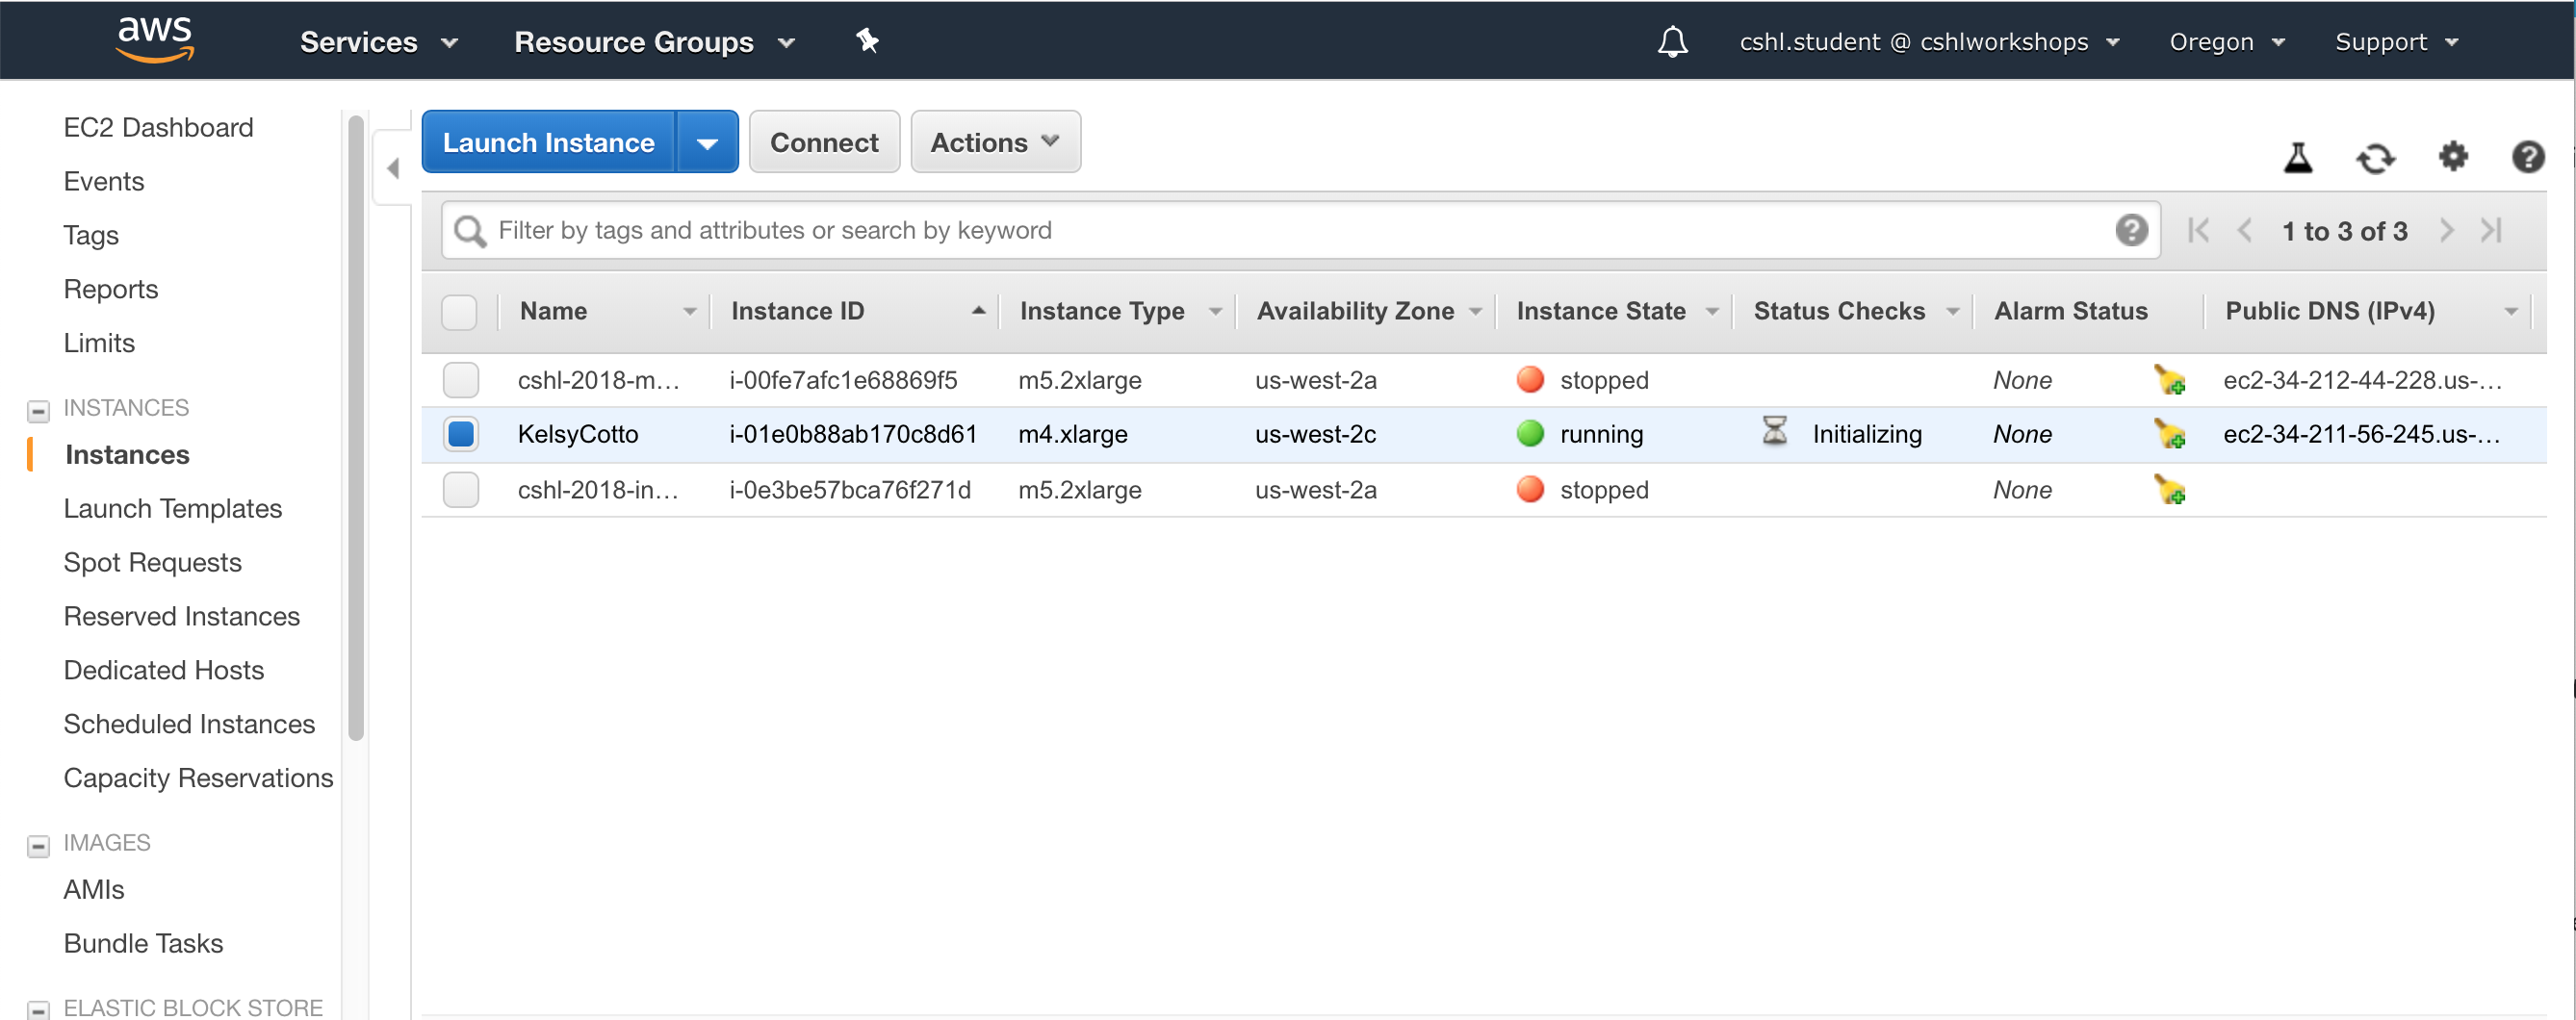 aws Services Resource Groups cshl.student @ cshlworkshops Oregon Support
EC2 Dashboard
Events
Tags
Reports
Limits
INSTANCES
Instances
Launch Templates
Spot Requests
Reserved Instances
Dedicated Hosts
Scheduled Instances
Capacity Reservations
IMAGES
AMIs
Bundle Tasks
ELASTIC BLOCK STORE
Launch Instance Connect Actions
Filter by tags and attributes or search by keyword 1 to 3 of 3
Name Instance ID Instance Type Availability Zone Instance State Status Checks Alarm Status Public DNS (IPv4)
cshl-2018-m... i-00fe7afc1e68869f5 m5.2xlarge us-west-2a stopped None ec2-34-212-44-228.us-...
KelsyCotto i-01e0b88ab170c8d61 m4.xlarge us-west-2c running Initializing None ec2-34-211-56-245.us-...
cshl-2018-in... i-0e3be57bca76f271d m5.2xlarge us-west-2a stopped None